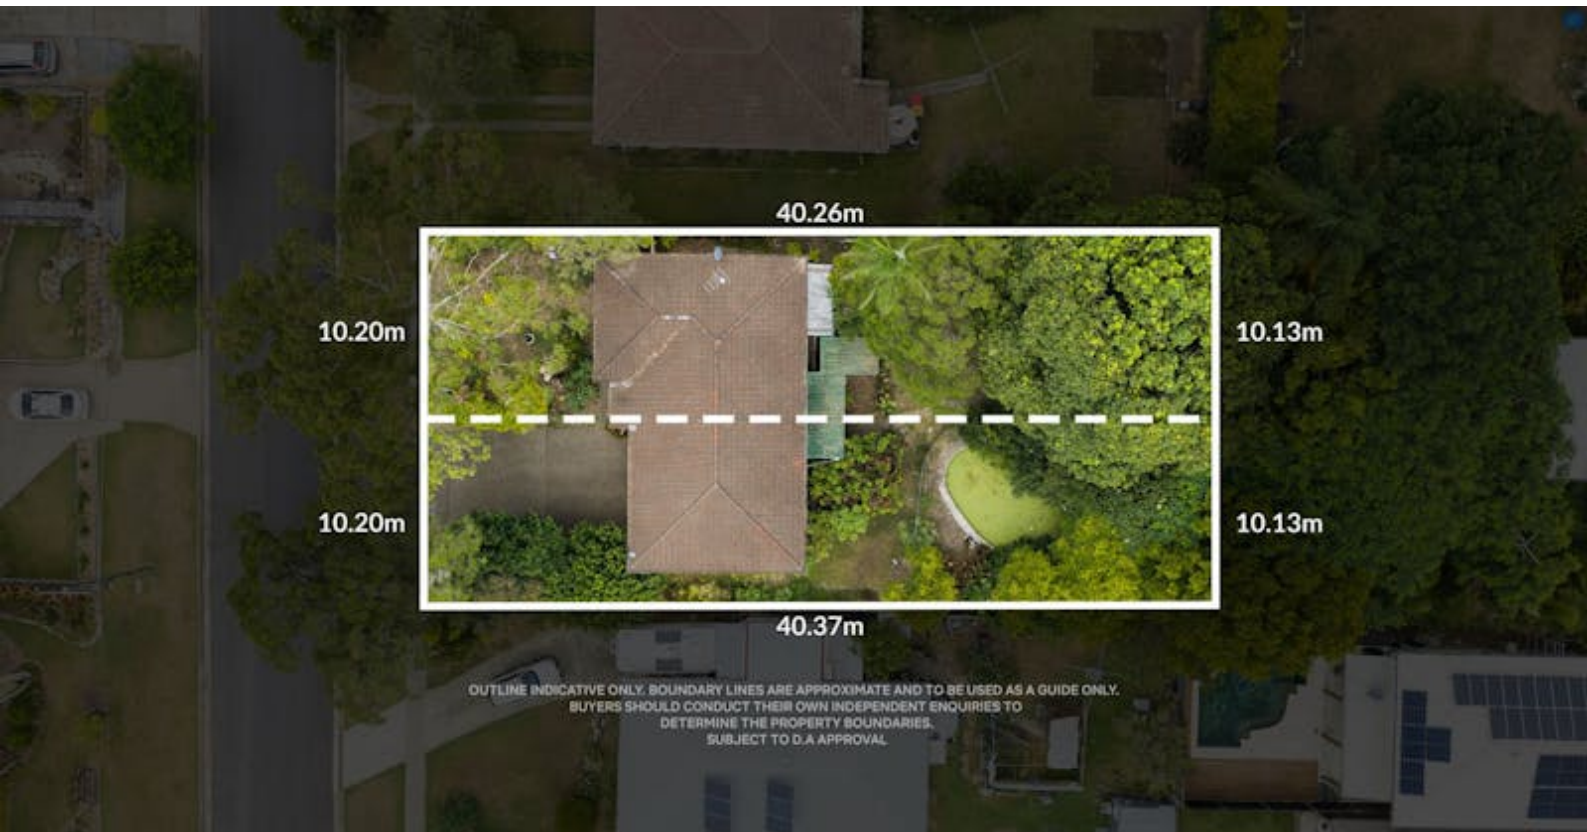 40.26m
10.20m
10.13m
10.20m
10.13m
40.37m
OUTLINE INDICATIVE ONLY. BOUNDARY LINES ARE APPROXIMATE AND TO BE USED AS A GUIDE ONLY.
BUYERS SHOULD CONDUCT THEIR OWN INDEPENDENT ENQUIRIES TO
DETERMINE THE PROPERTY BOUNDARIES.
SUBJECT TO D.A APPROVAL